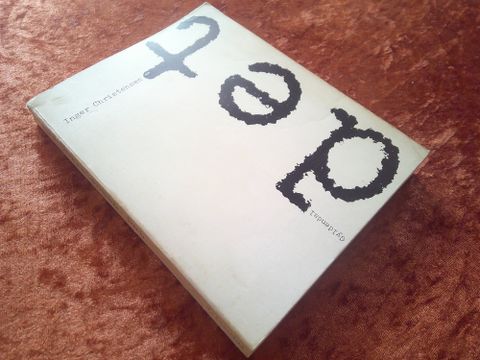 Inger Christensen
det
gyldendal